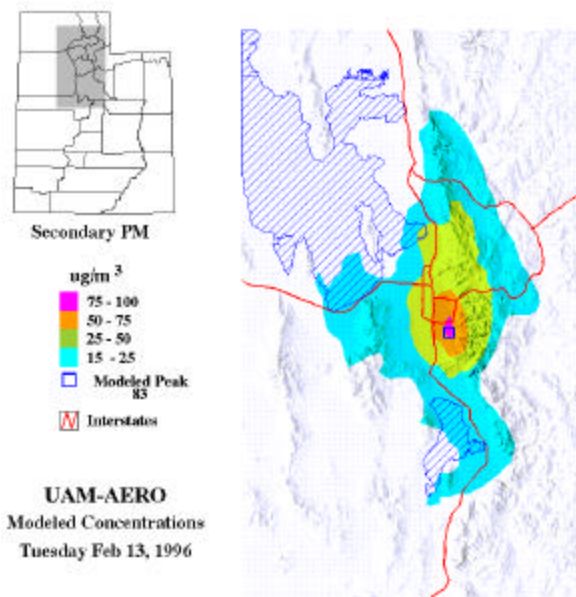 Secondary PM
ug/m 3
75 - 100
50 - 75
25 - 50
15 - 25
Modeled Peak
83
Interstates
UAM-AERO
Modeled Concentrations
Tuesday Feb 13, 1996